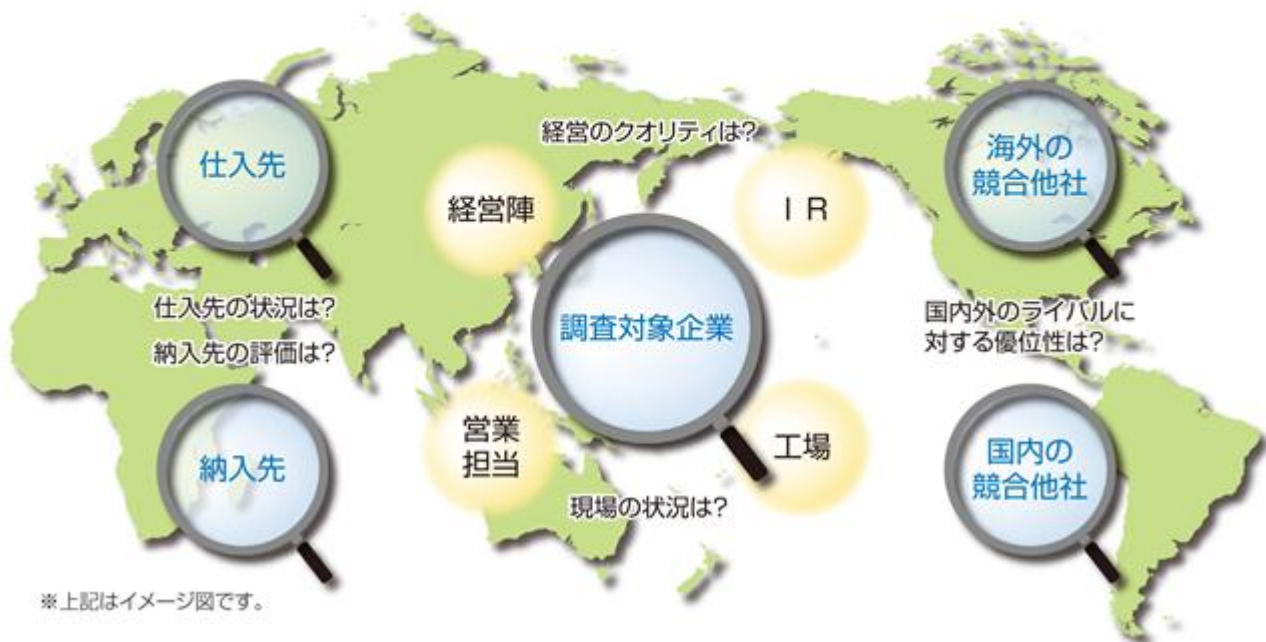 経営のクオリティは?
仕入先
海外の
競合他社
経営陣
ＩＲ
仕入先の状況は?
納入先の評価は?
調査対象企業
国内外のライバルに
対する優位性は?
納入先
営業
担当
工場
国内の
競合他社
現場の状況は?
※上記はイメージ図です。